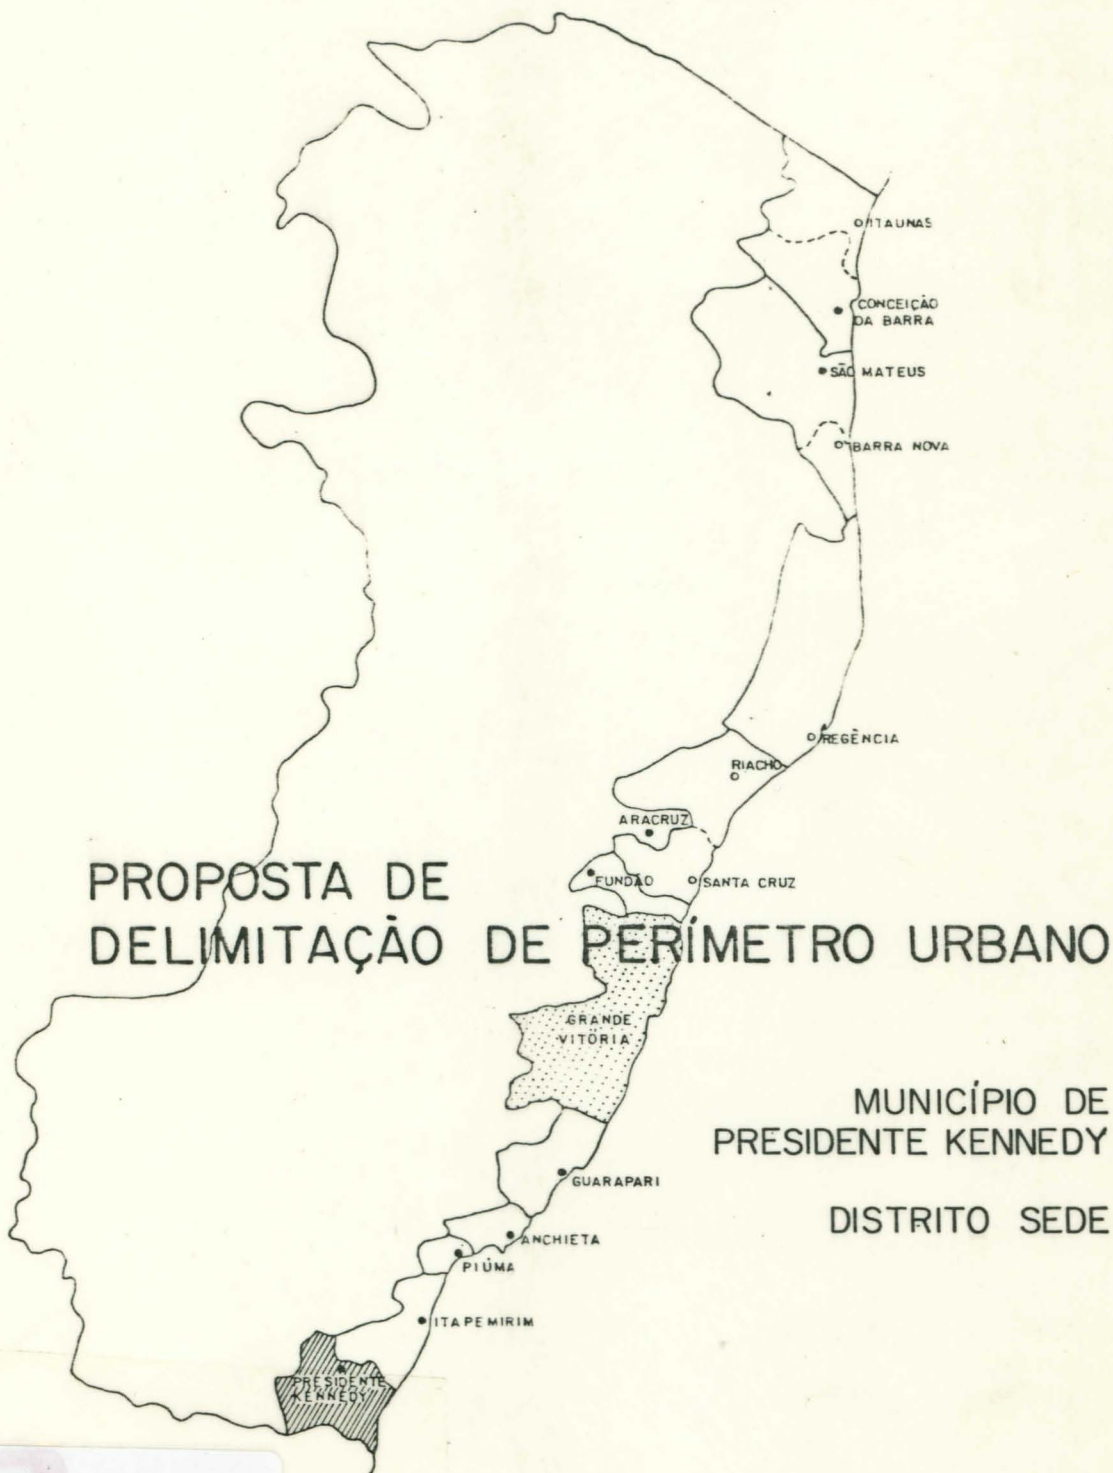 ITAUNAS
CONCEIÇÃO
DA BARRA
SÃO MATEUS
BARRA NOVA
REGÊNCIA
RIACHO
ARACRUZ
FUNDÃO
SANTA CRUZ
PROPOSTA DE
DELIMITAÇÃO DE PERÍMETRO URBANO
GRANDE
VITÓRIA
MUNICÍPIO DE
PRESIDENTE KENNEDY
GUARAPARI
DISTRITO SEDE
ANCHIETA
PIÚMA
ITAPEMIRIM
PRESIDENTE
KENNEDY